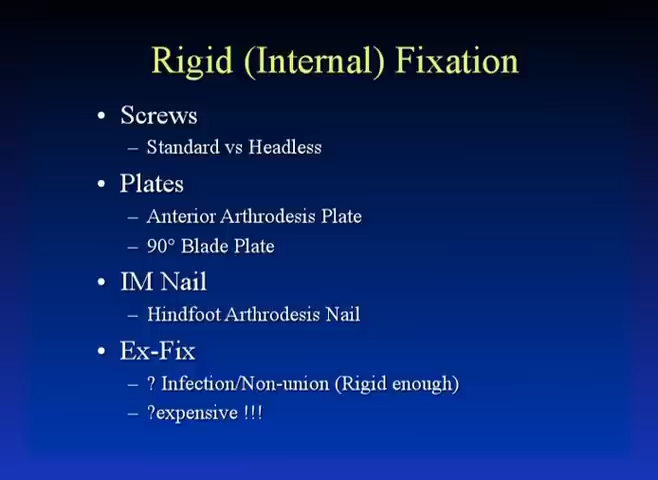 Rigid (Internal) Fixation
• Screws
– Standard vs Headless
• Plates
– Anterior Arthrodesis Plate
– 90° Blade Plate
• IM Nail
– Hindfoot Arthrodesis Nail
• Ex-Fix
– ? Infection/Non-union (Rigid enough)
– ?expensive !!!